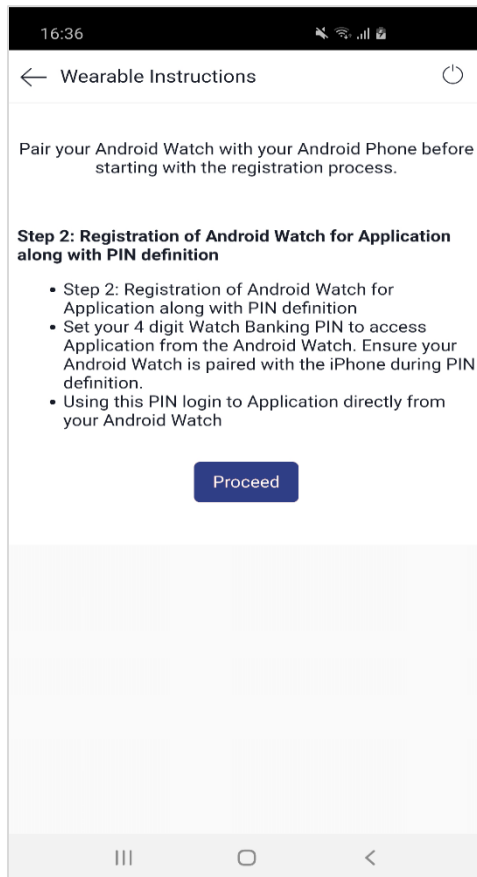 16:36
Wearable Instructions
Pair your Android Watch with your Android Phone before
starting with the registration process.
Step 2: Registration of Android Watch for Application
along with PIN definition
• Step 2: Registration of Android Watch for
Application along with PIN definition
• Set your 4 digit Watch Banking PIN to access
Application from the Android Watch. Ensure your
Android Watch is paired with the iPhone during PIN
definition.
• Using this PIN login to Application directly from
your Android Watch
Proceed